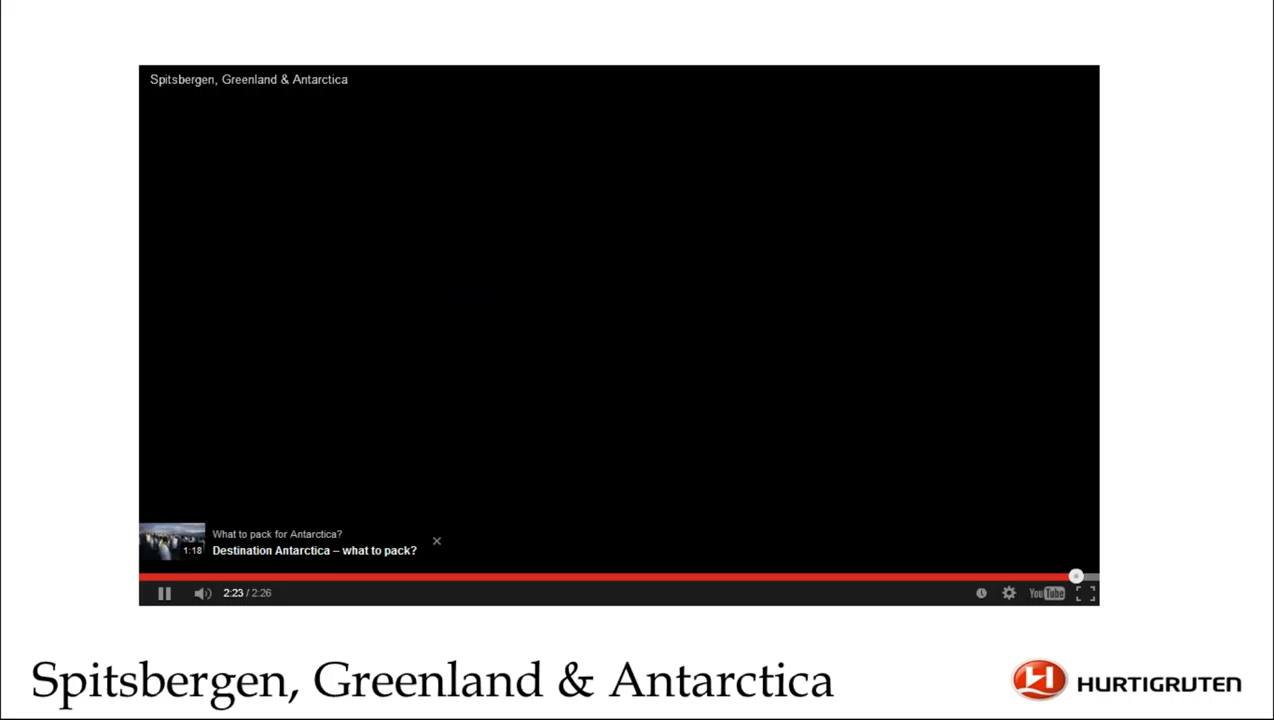 Spitsbergen, Greenland & Antarctica
What to pack for Antarctica?
1:18
Destination Antarctica – what to pack?
2:23 / 2:26
YouTube
Spitsbergen, Greenland & Antarctica
H HURTIGRUTEN